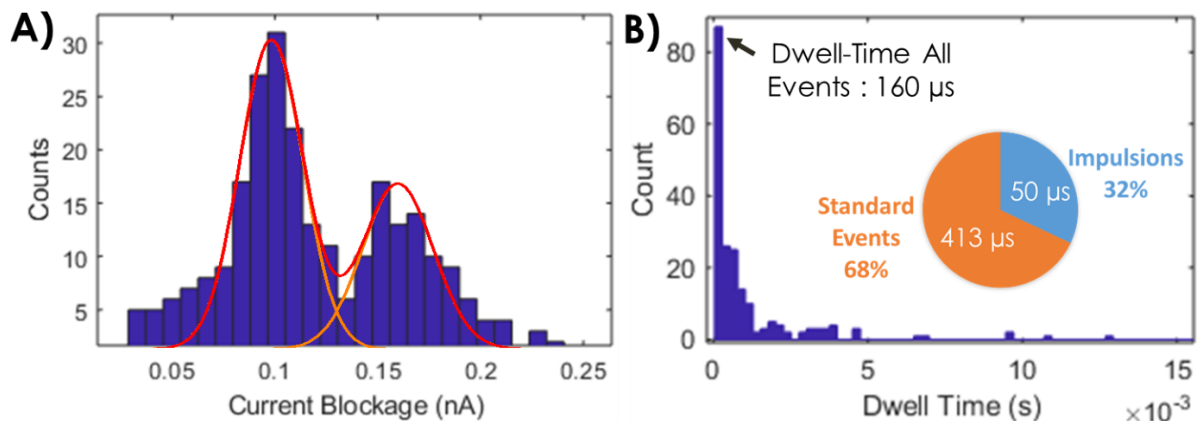 A)
30
25
20
15
10
5
Counts
0.05 0.1 0.15 0.2 0.25
Current Blockage (nA)
B)
80
60
40
20
0
Count
Dwell-Time All
Events : 160 µs
Impulsions
32%
50 µs
Standard
Events
68%
413 µs
0 5 10 15
Dwell Time (s)
×10⁻³